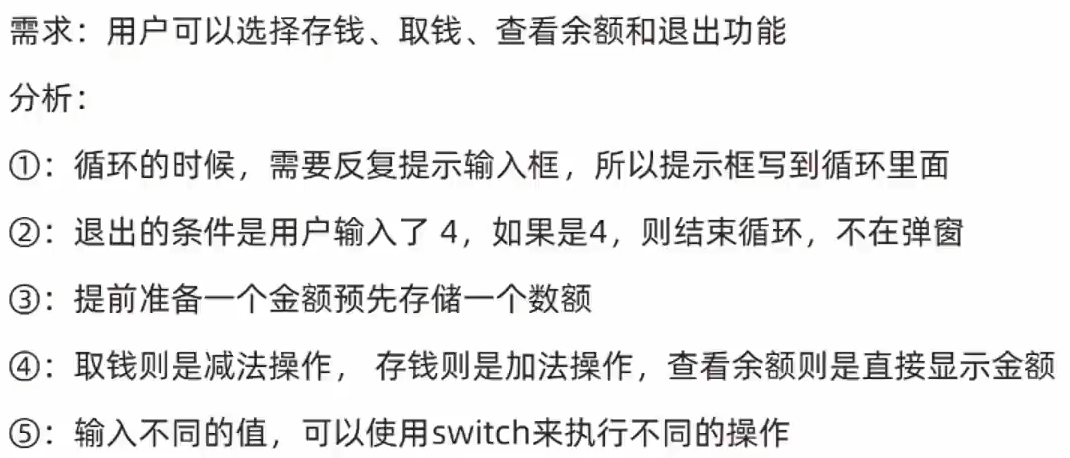 需求：用户可以选择存钱、取钱、查看余额和退出功能
分析：
①：循环的时候，需要反复提示输入框，所以提示框写到循环里面
②：退出的条件是用户输入了 4，如果是4，则结束循环，不在弹窗
③：提前准备一个金额预先存储一个数额
④：取钱则是减法操作， 存钱则是加法操作，查看余额则是直接显示金额
⑤：输入不同的值，可以使用switch来执行不同的操作